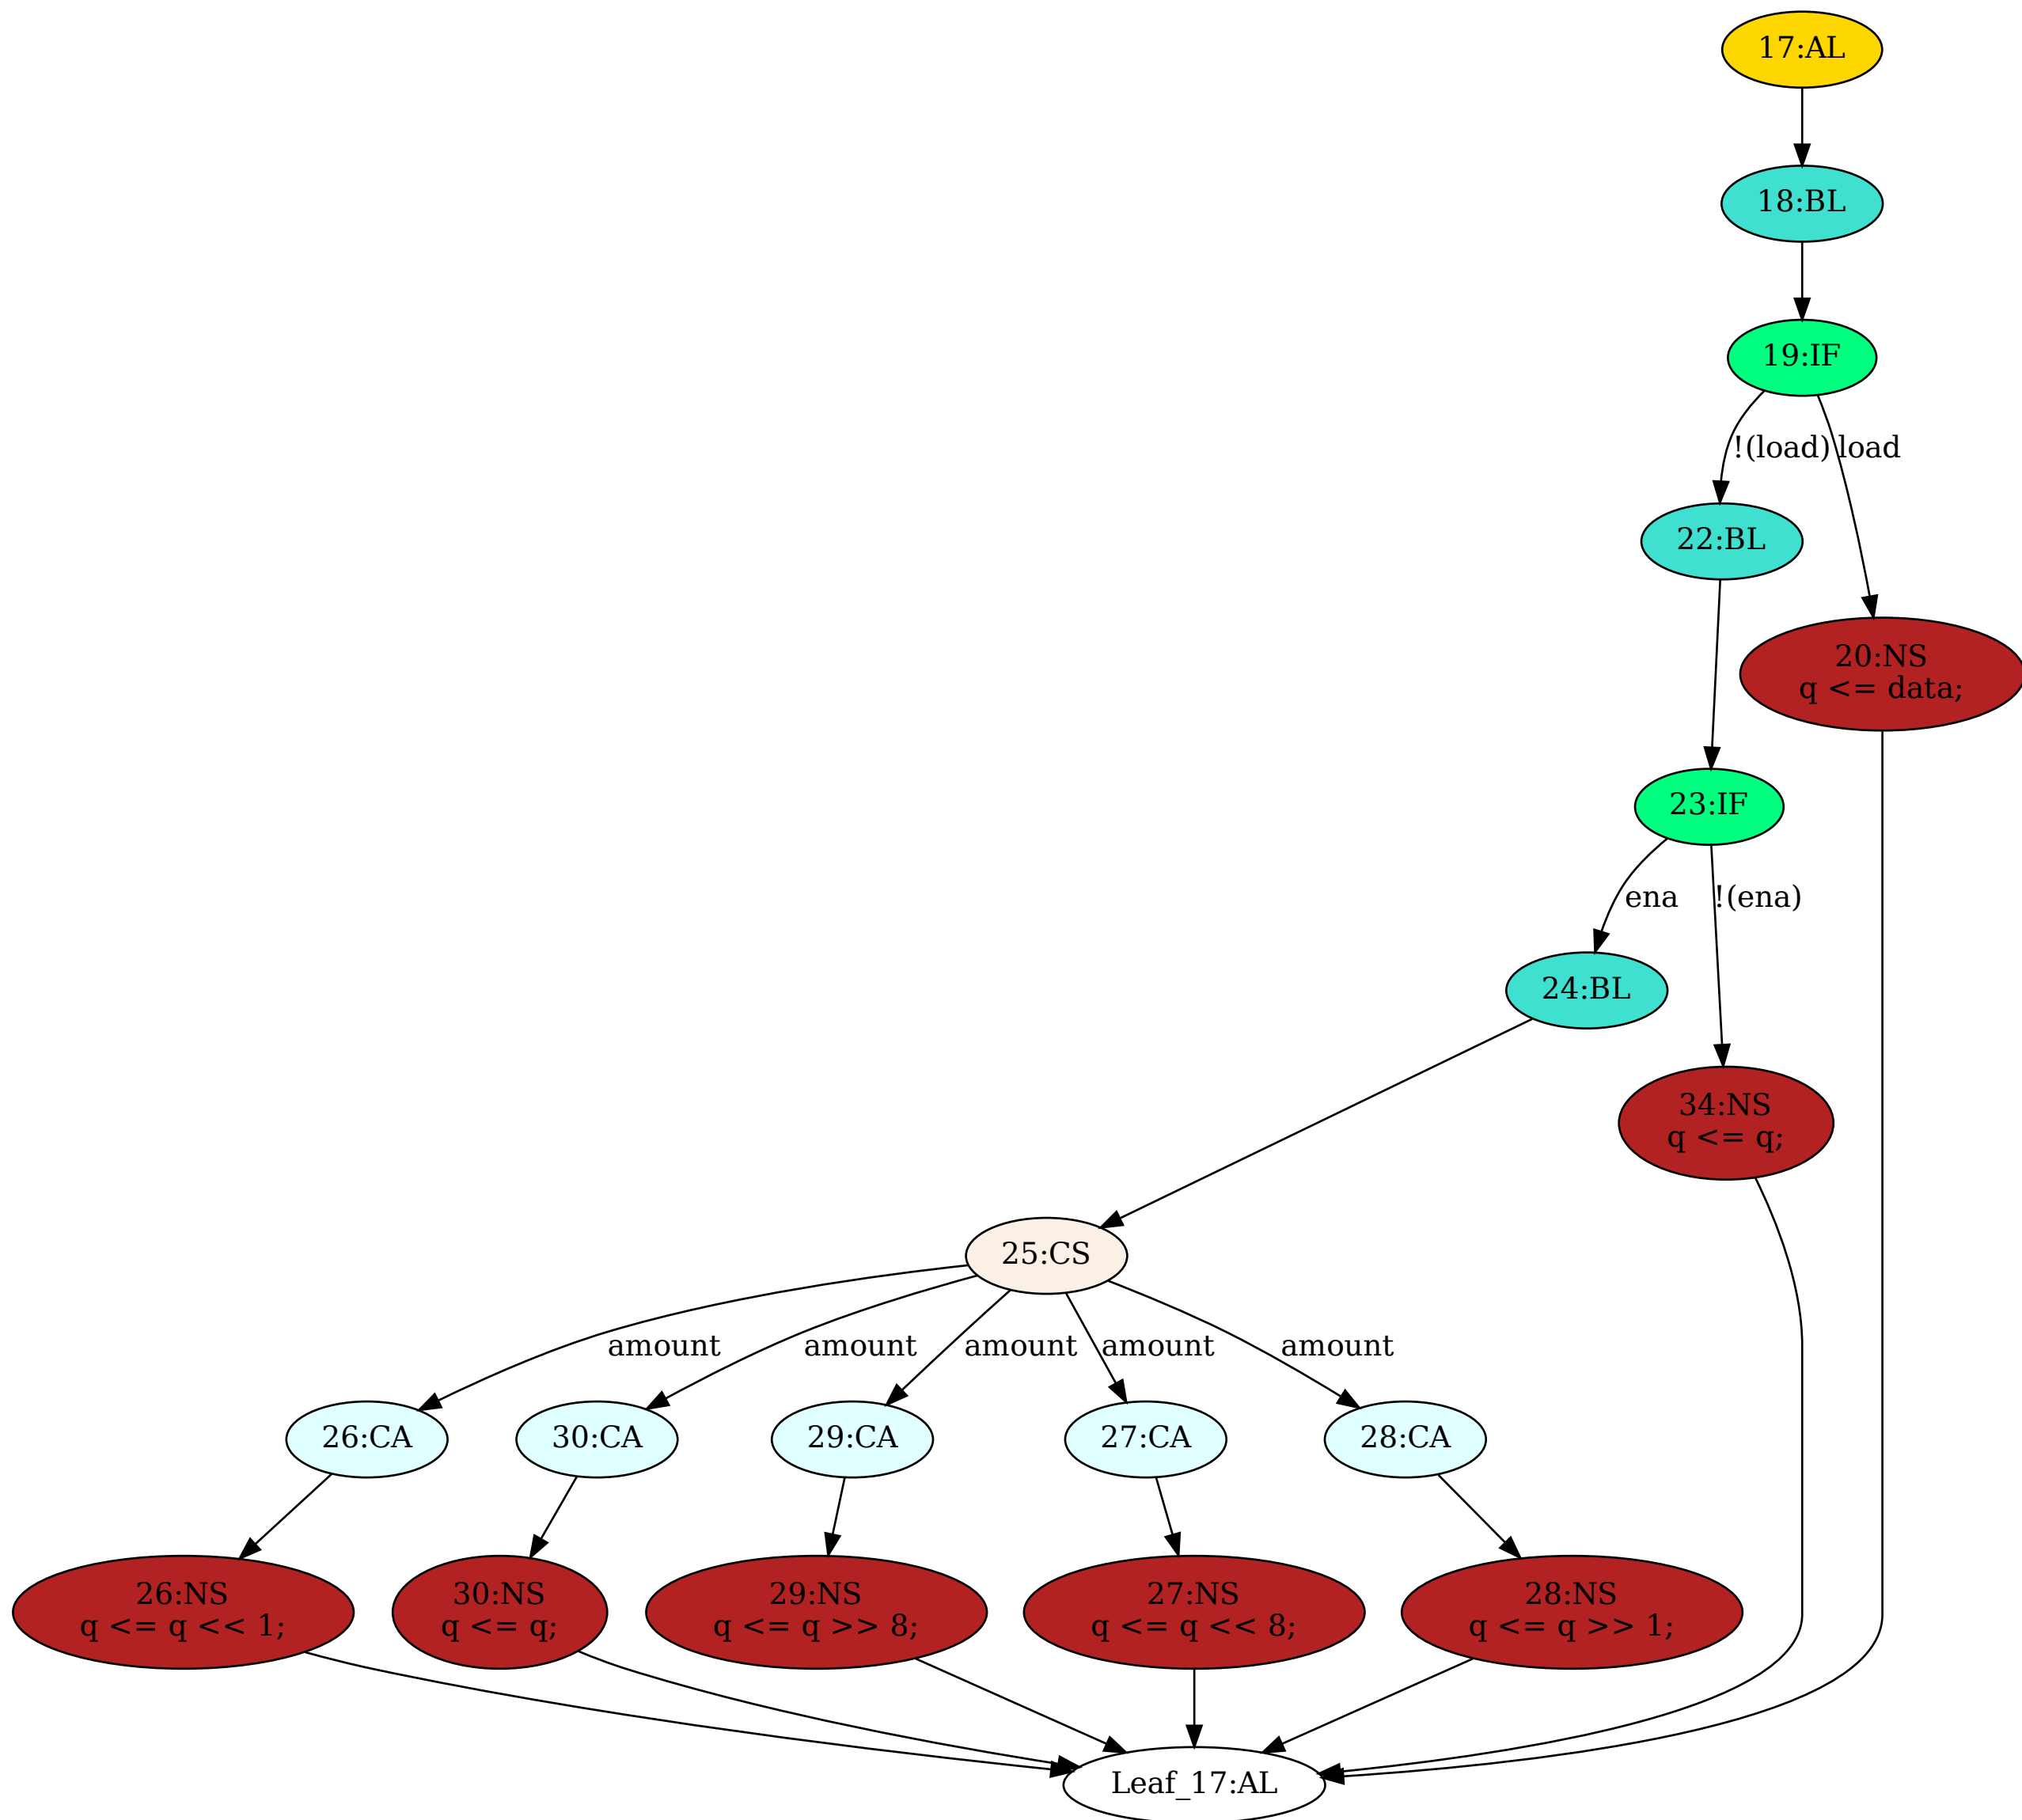 17:AL
18:BL
19:IF
!(load)
load
22:BL
20:NS
q <= data;
23:IF
ena
!(ena)
24:BL
34:NS
q <= q;
25:CS
amount
amount
amount
amount
amount
26:CA
30:CA
29:CA
27:CA
28:CA
26:NS
q <= q << 1;
30:NS
q <= q;
29:NS
q <= q >> 8;
27:NS
q <= q << 8;
28:NS
q <= q >> 1;
Leaf_17:AL